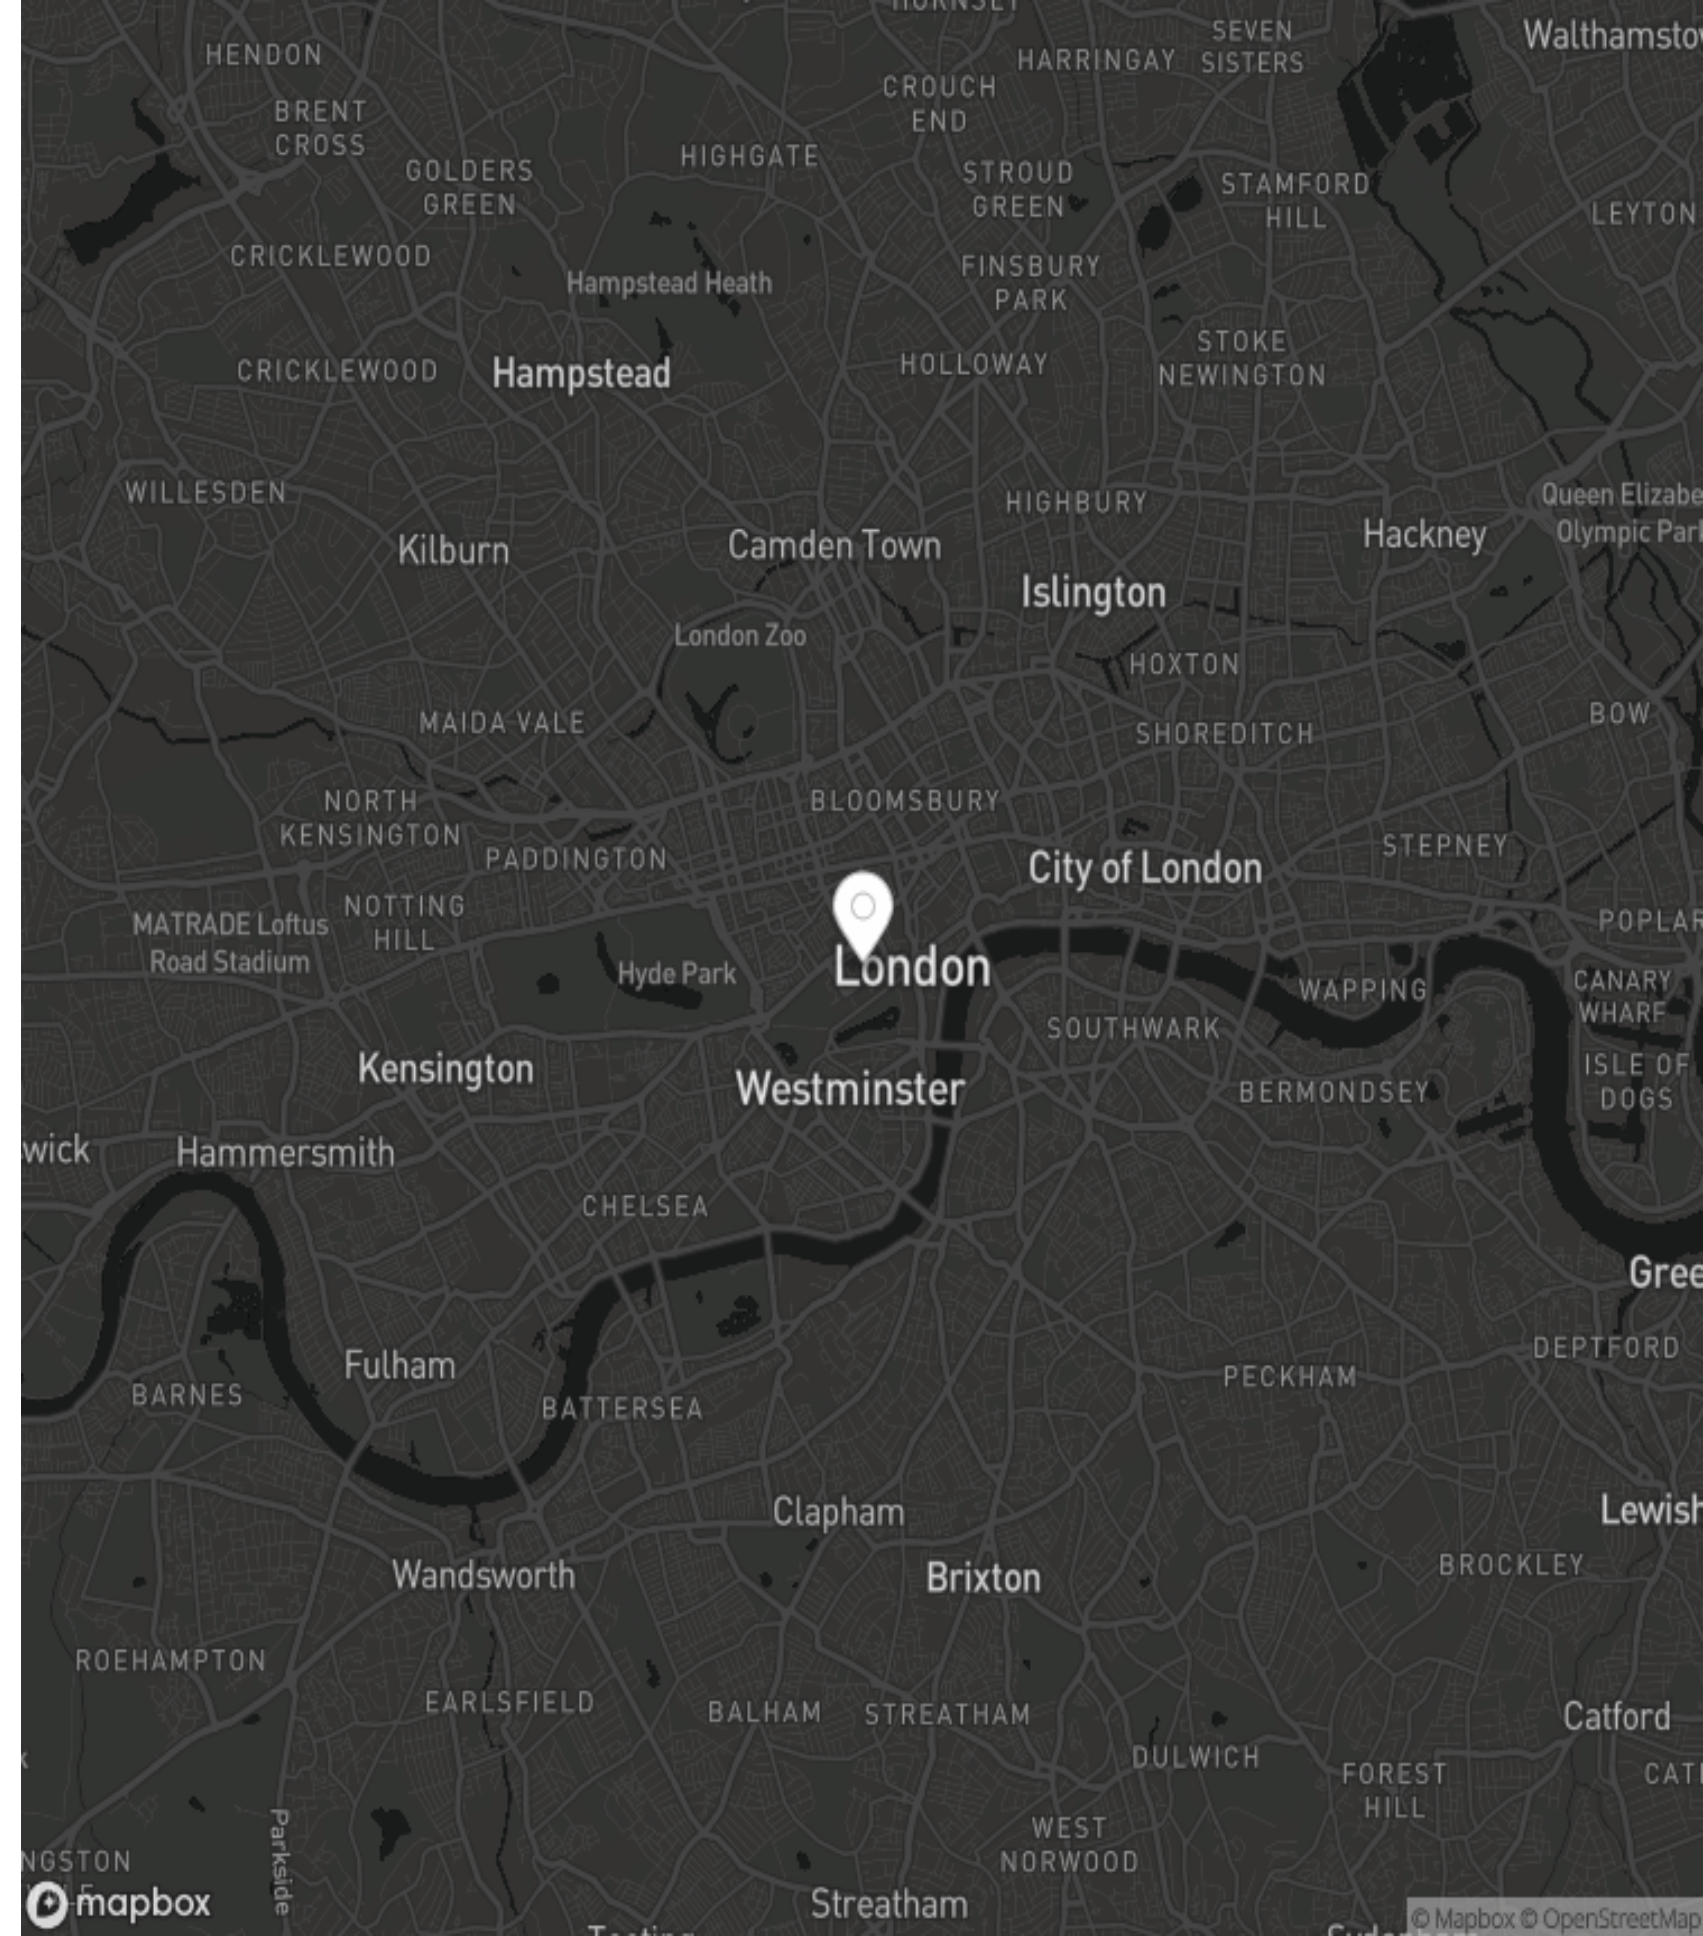 HORNSEY
HENDON
SEVEN
SISTERS
Walthamstow
HARRINGAY
CROUCH
END
BRENT
CROSS
HIGHGATE
GOLDERS
GREEN
STROUD
GREEN
STAMFORD
HILL
LEYTON
CRICKLEWOOD
Hampstead Heath
FINSBURY
PARK
STOKE
NEWINGTON
CRICKLEWOOD
Hampstead
HOLLOWAY
WILLESDEN
HIGHBURY
Queen Elizabe
Olympic Park
Kilburn
Camden Town
Hackney
Islington
London Zoo
HOXTON
MAIDA VALE
BOW
SHOREDITCH
NORTH
KENSINGTON
BLOOMSBURY
PADDINGTON
STEPNEY
City of London
NOTTING
HILL
MATRADE Loftus
Road Stadium
POPLAR
Hyde Park
London
WAPPING
CANARY
WHARF
SOUTHWARK
Kensington
Westminster
BERMONDSEY
ISLE OF
DOGS
wick
Hammersmith
CHELSEA
Gree
Fulham
DEPTFORD
PECKHAM
BARNES
BATTERSEA
Clapham
Lewish
Wandsworth
Brixton
BROCKLEY
ROEHAMPTON
EARLSFIELD
BALHAM
STREATHAM
Catford
DULWICH
FOREST
HILL
CAT
Parkside
WEST
NORWOOD
NGSTON
mapbox
Streatham
© Mapbox © OpenStreetMap